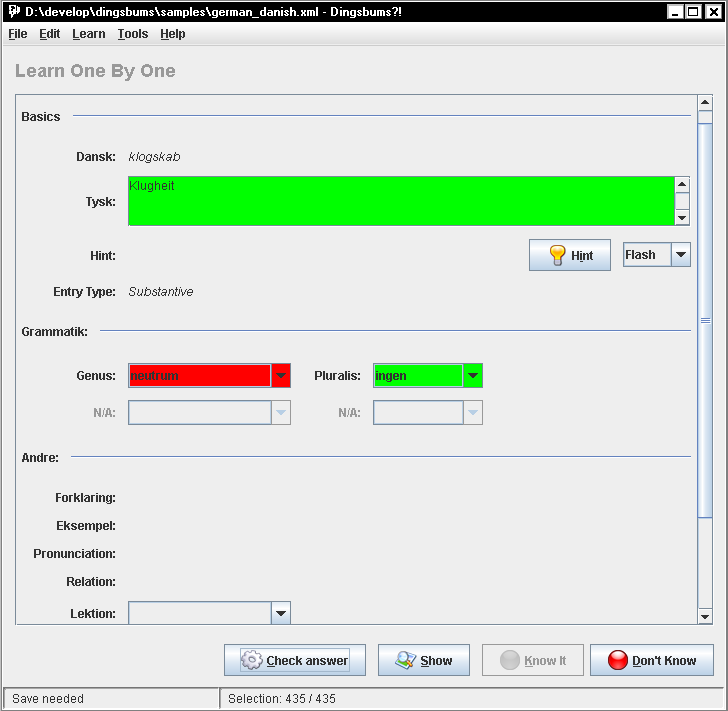 D:\develop\dingsbums\samples\german_danish.xml - Dingsbums?!
File Edit Learn Tools Help
Learn One By One
Basics
Dansk: klogskab
Tysk: Klugheit
Hint: Hint Flash
Entry Type: Substantive
Grammatik:
Genus: neutrum Pluralis: ingen
N/A: N/A:
Andre:
Forklaring:
Eksempel:
Pronunciation:
Relation:
Lektion:
Check answer Show Know It Don't Know
Save needed Selection: 435 / 435